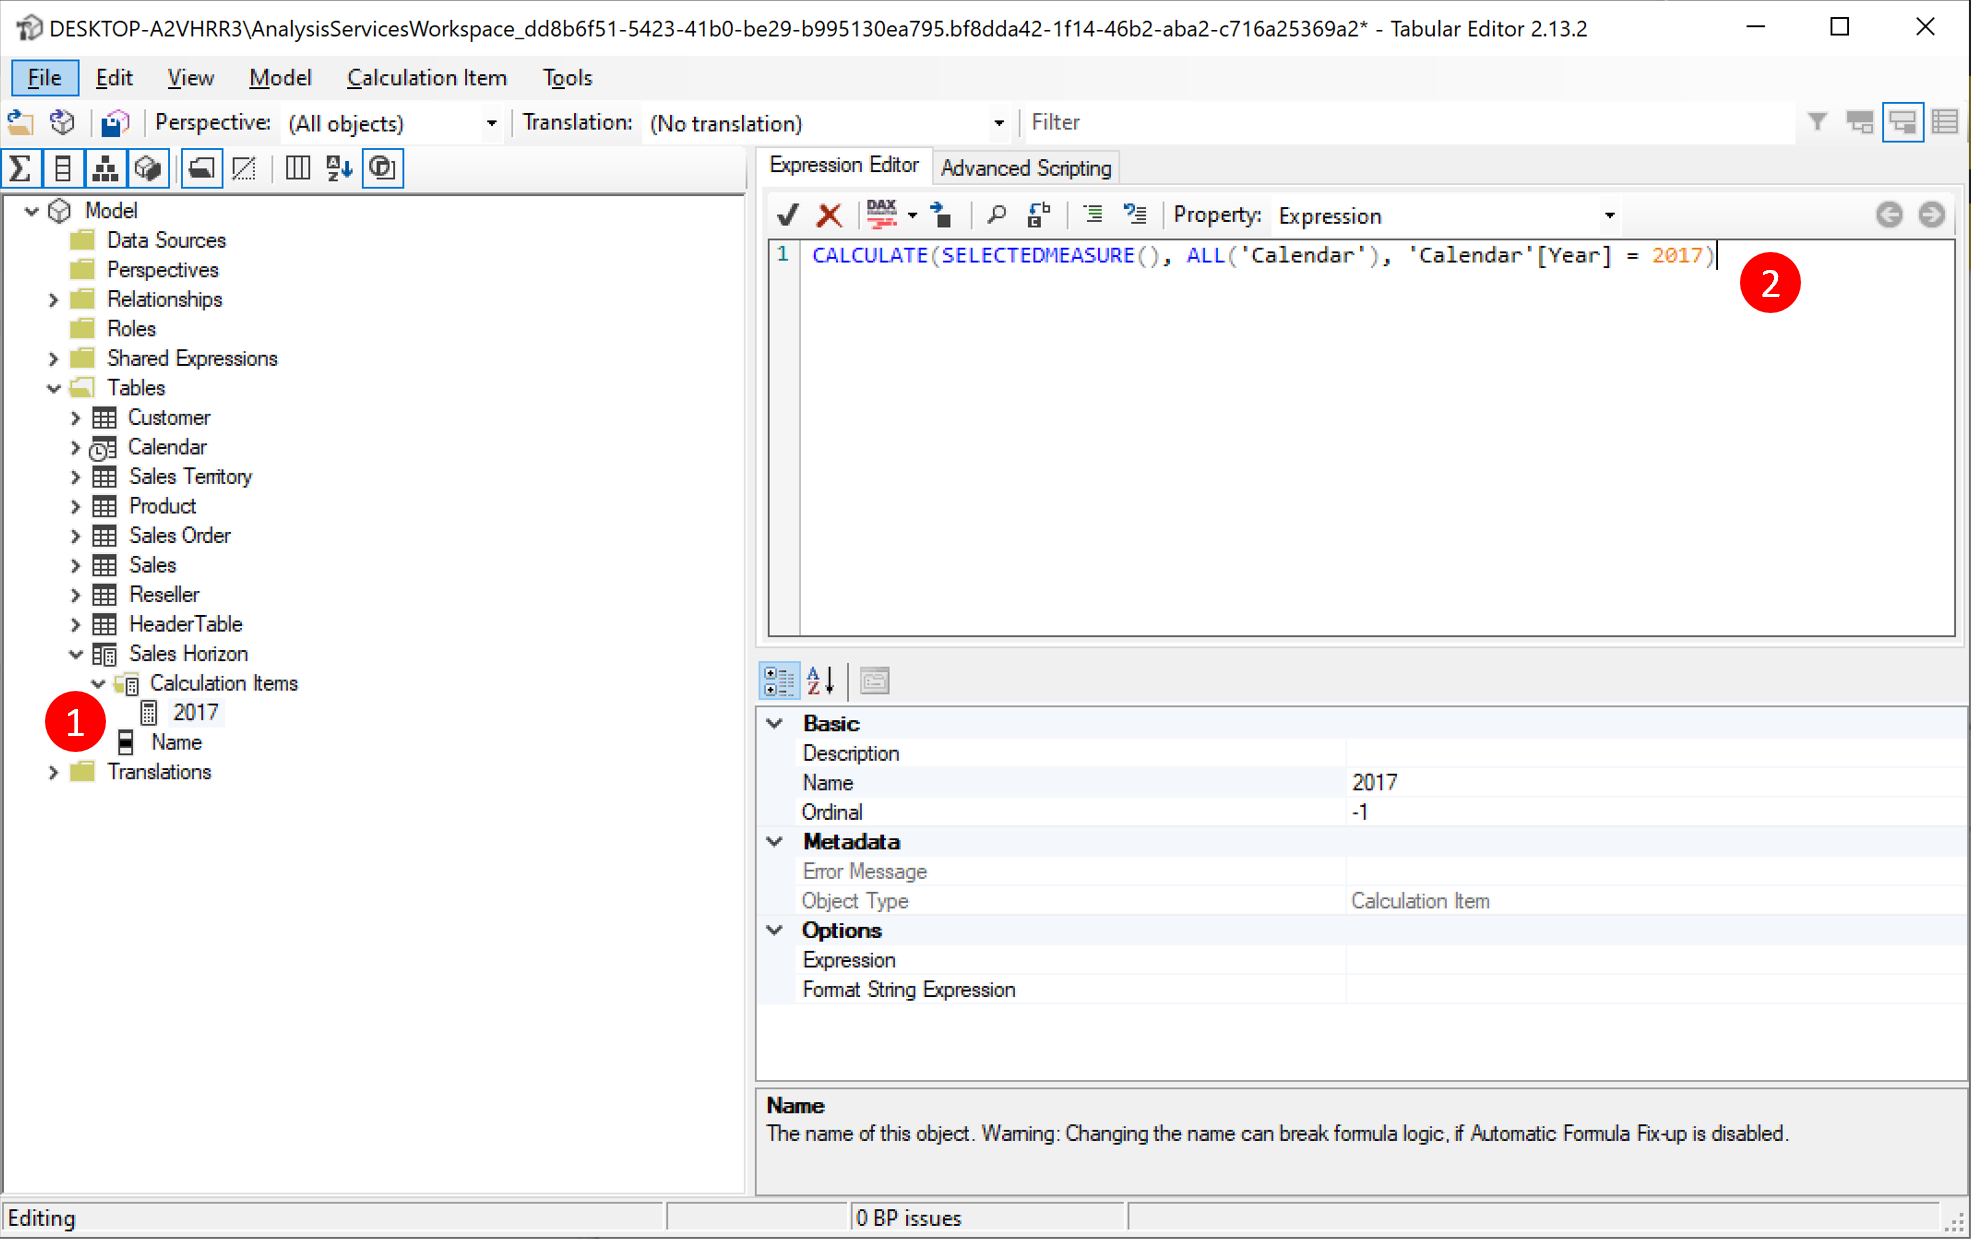 DESKTOP-A2VHRR3\AnalysisServicesWorkspace_dd8b6f51-5423-41b0-be29-b995130ea795.bf8dda42-1f14-46b2-aba2-c716a25369a2* - Tabular Editor 2.13.2
File Edit View Model Calculation Item Tools
Perspective: (All objects) Translation: (No translation) Filter
Expression Editor Advanced Scripting
DAX Property: Expression
1 CALCULATE(SELECTEDMEASURE(), ALL('Calendar'), 'Calendar'[Year] = 2017)
2
Model
Data Sources
Perspectives
Relationships
Roles
Shared Expressions
Tables
Customer
Calendar
Sales Territory
Product
Sales Order
Sales
Reseller
HeaderTable
Sales Horizon
Calculation Items
1
2017
Name
Translations
Basic
Description
Name 2017
Ordinal -1
Metadata
Error Message
Object Type Calculation Item
Options
Expression
Format String Expression
Name
The name of this object. Warning: Changing the name can break formula logic, if Automatic Formula Fix-up is disabled.
Editing 0 BP issues